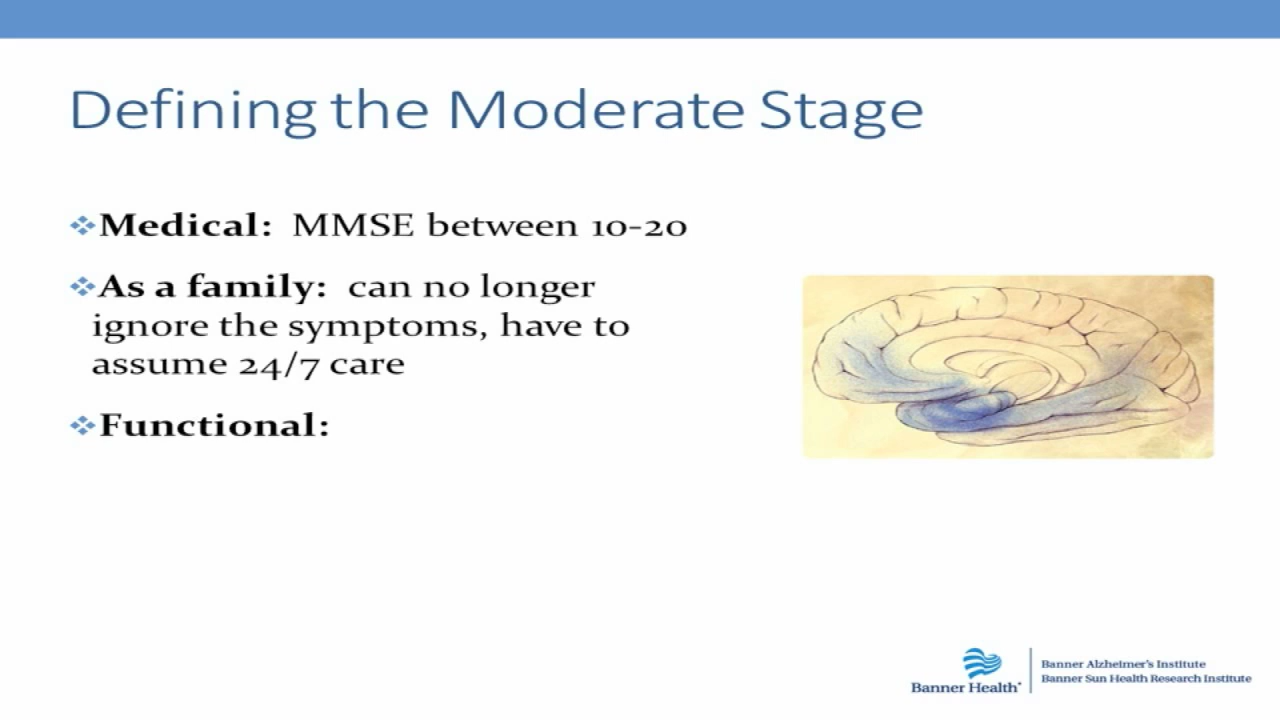 Defining the Moderate Stage
❖Medical: MMSE between 10-20
❖As a family: can no longer
ignore the symptoms, have to
assume 24/7 care
❖Functional:
Banner Health®
Banner Alzheimer's Institute
Banner Sun Health Research Institute